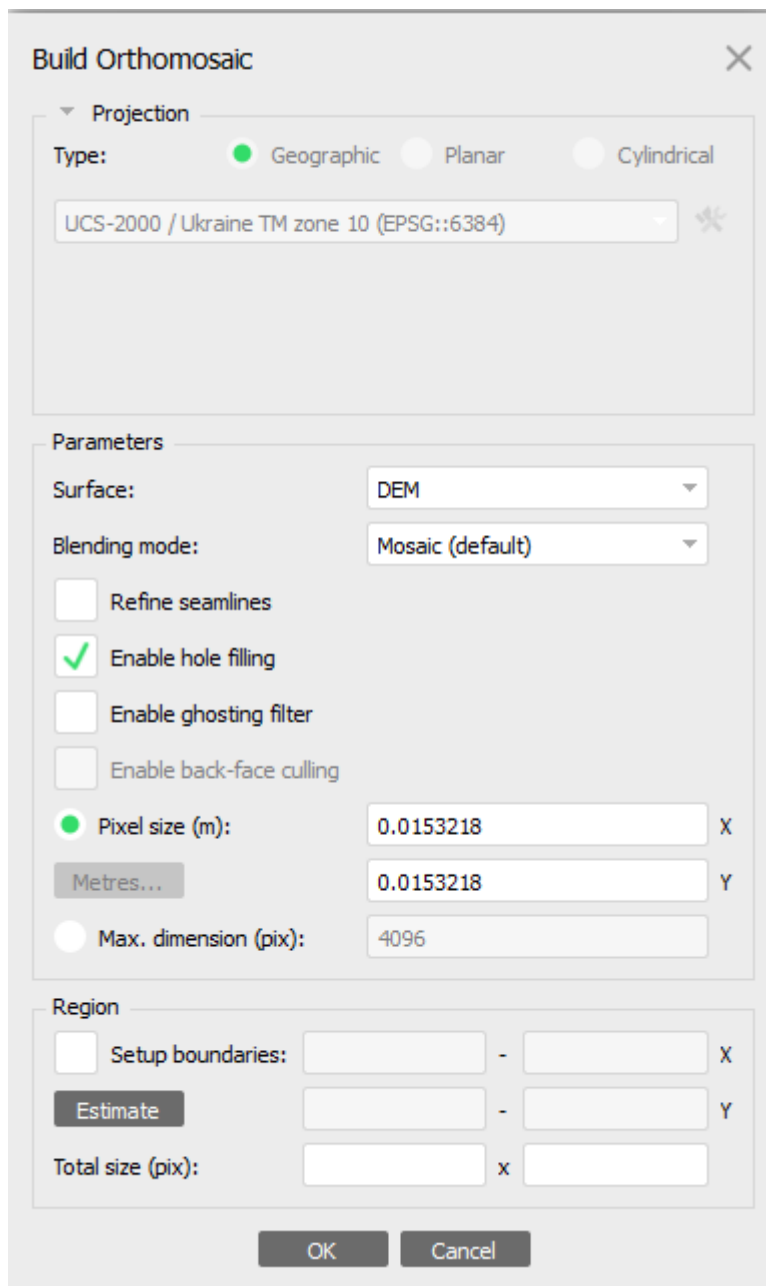 Build Orthomosaic
Projection
Type: Geographic Planar Cylindrical
UCS-2000 / Ukraine TM zone 10 (EPSG::6384)
Parameters
Surface: DEM
Blending mode: Mosaic (default)
Refine seamlines
Enable hole filling
Enable ghosting filter
Enable back-face culling
Pixel size (m): 0.0153218 X
Metres... 0.0153218 Y
Max. dimension (pix): 4096
Region
Setup boundaries: - X
Estimate - Y
Total size (pix): x
OK Cancel